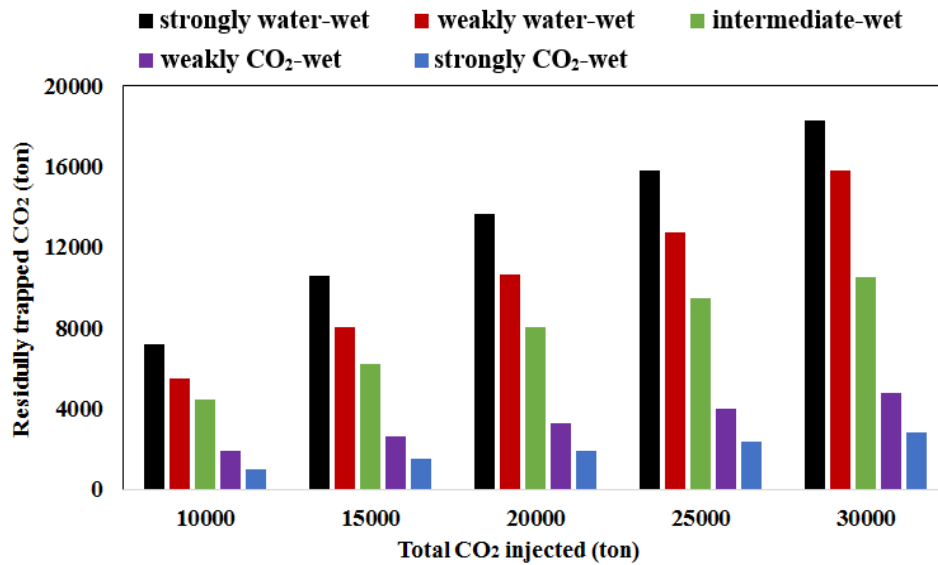 strongly water-wet weakly water-wet intermediate-wet
weakly CO₂-wet strongly CO₂-wet
20000
16000
12000
8000
4000
0
Residully trapped CO₂ (ton)
10000 15000 20000 25000 30000
Total CO₂ injected (ton)